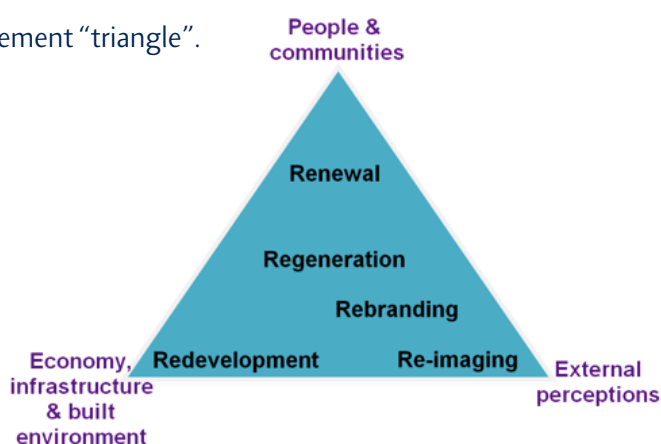 ement “triangle”.
People &
communities
Renewal
Regeneration
Rebranding
Redevelopment
Re-imaging
Economy,
infrastructure
& built
environment
External
perceptions